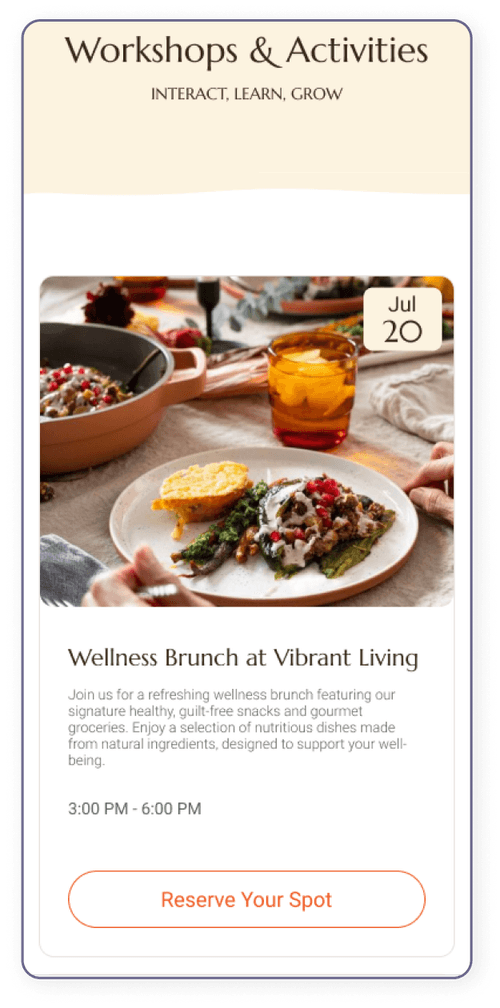 Workshops & Activities
INTERACT, LEARN, GROW
Jul
20
Wellness Brunch at Vibrant Living
Join us for a refreshing wellness brunch featuring our
signature healthy, guilt-free snacks and gourmet
groceries. Enjoy a selection of nutritious dishes made
from natural ingredients, designed to support your well-
being.
3:00 PM - 6:00 PM
Reserve Your Spot